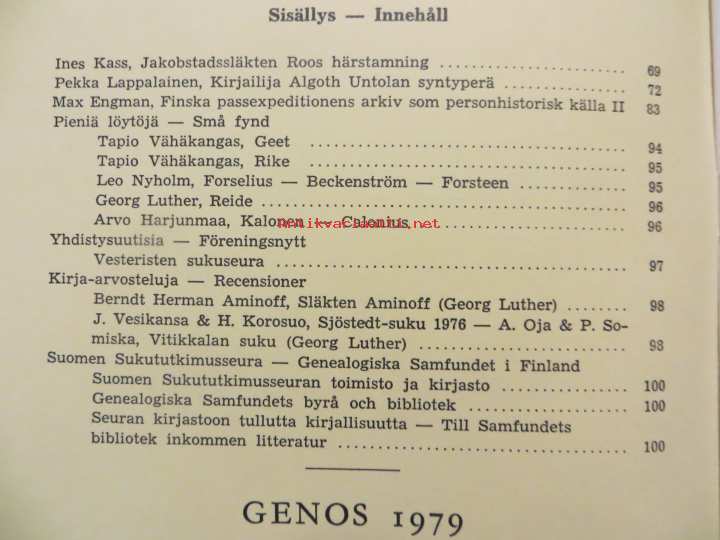 Sisällys — Innehåll
Ines Kass, Jakobstadssläkten Roos härstamning ........................ 69
Pekka Lappalainen, Kirjailija Algoth Untolan syntyperä ................ 72
Max Engman, Finska passexpeditionens arkiv som personhistorisk källa II 83
Pieniä löytöjä — Små fynd
Tapio Vähäkangas, Geet ........................................ 94
Tapio Vähäkangas, Rike ........................................ 95
Leo Nyholm, Forselius — Beckenström — Forsteen ............... 95
Georg Luther, Reide ............................................ 96
Arvo Harjunmaa, Kalonen — Calonius, ........................ 96
Yhdistysuutisia — Föreningsnytt
Vesteristen sukuseura ............................................ 97
Kirja-arvosteluja — Recensioner
Berndt Herman Aminoff, Släkten Aminoff (Georg Luther) ........ 98
J. Vesikansa & H. Korosuo, Sjöstedt-suku 1976 — A. Oja & P. So-
miska, Vitikkalan suku (Georg Luther) ........................ 98
Suomen Sukututkimusseura — Genealogiska Samfundet i Finland
Suomen Sukututkimusseuran toimisto ja kirjasto ................ 100
Genealogiska Samfundets byrå och bibliotek .................... 100
Seuran kirjastoon tullutta kirjallisuutta — Till Samfundets
bibliotek inkommen litteratur .................................... 100
GENOS 1979